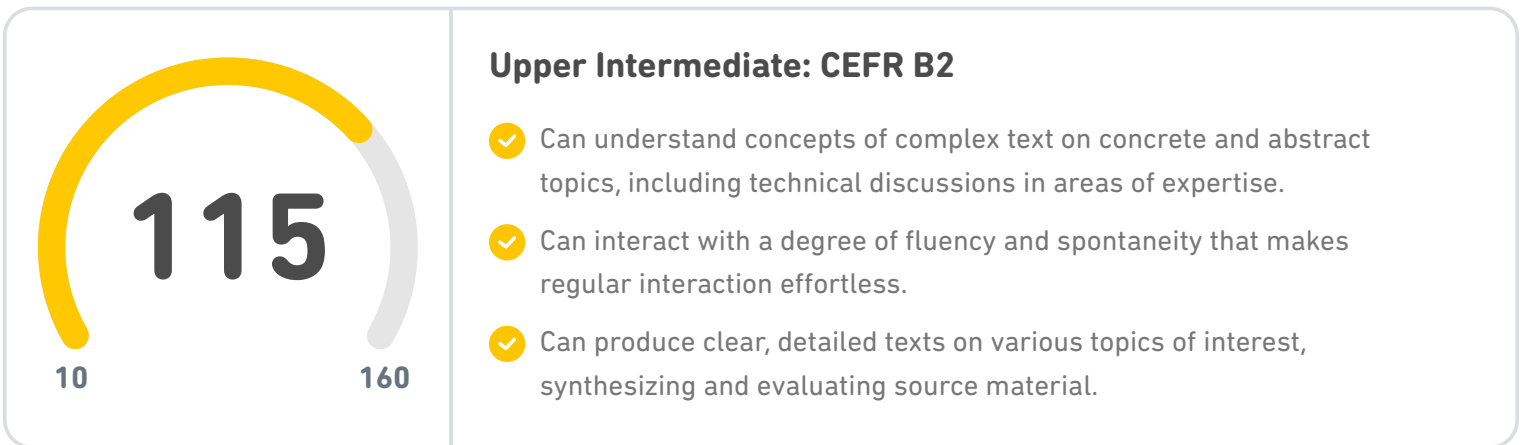 115
10
160
Upper Intermediate: CEFR B2
Can understand concepts of complex text on concrete and abstract
topics, including technical discussions in areas of expertise.
Can interact with a degree of fluency and spontaneity that makes
regular interaction effortless.
Can produce clear, detailed texts on various topics of interest,
synthesizing and evaluating source material.